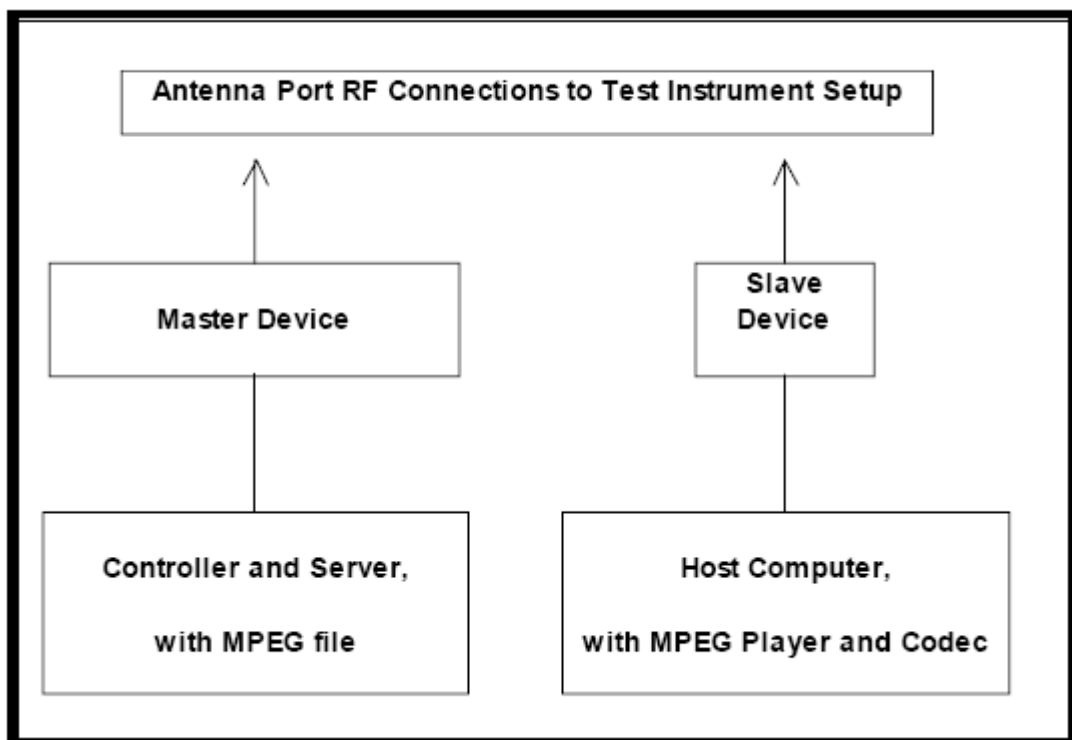 Antenna Port RF Connections to Test Instrument Setup
Master Device
Slave
Device
Controller and Server,
with MPEG file
Host Computer,
with MPEG Player and Codec